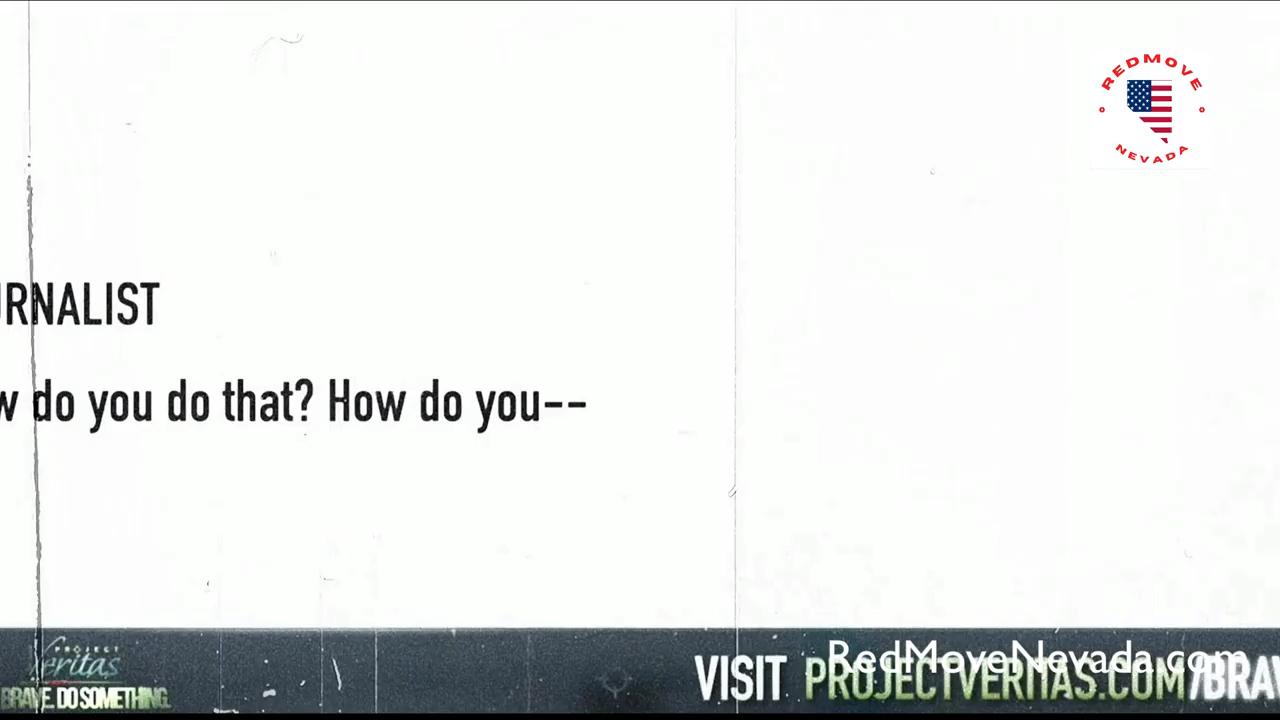 REDMOVE
NEVADA
URNALIST
w do you do that? How do you--
PROJECT
Veritas
BRAVE. DO SOMETHING.
VISIT PROJECTVERITAS.COM/BRAV
RedMoveNevada.com